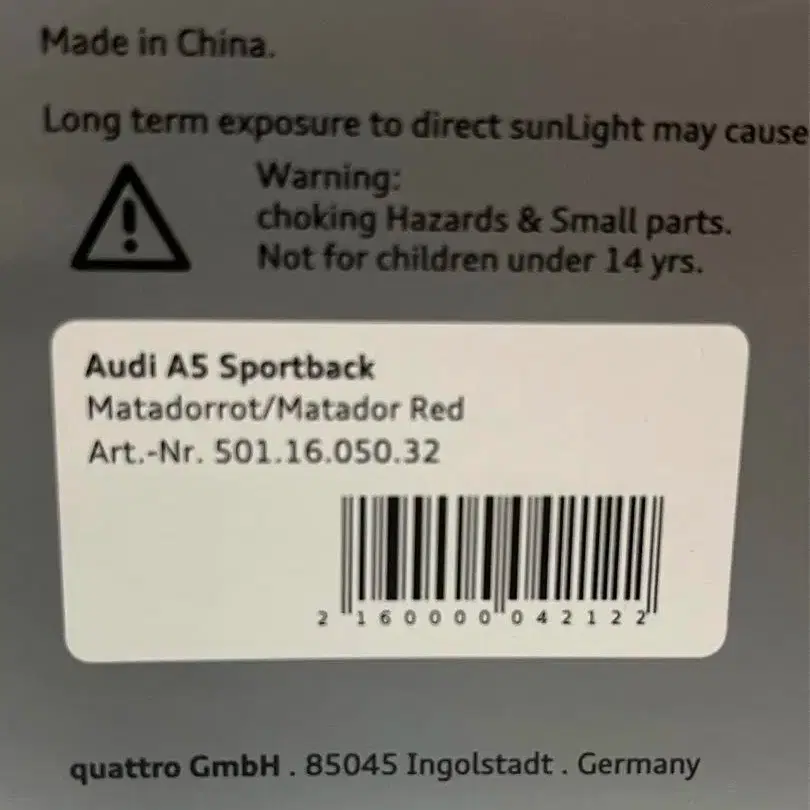 Made in China.
Long term exposure to direct sunLight may cause
Warning:
choking Hazards & Small parts.
Not for children under 14 yrs.
Audi A5 Sportback
Matadorrot/Matador Red
Art.-Nr. 501.16.050.32
2 160000 042122
quattro GmbH . 85045 Ingolstadt . Germany